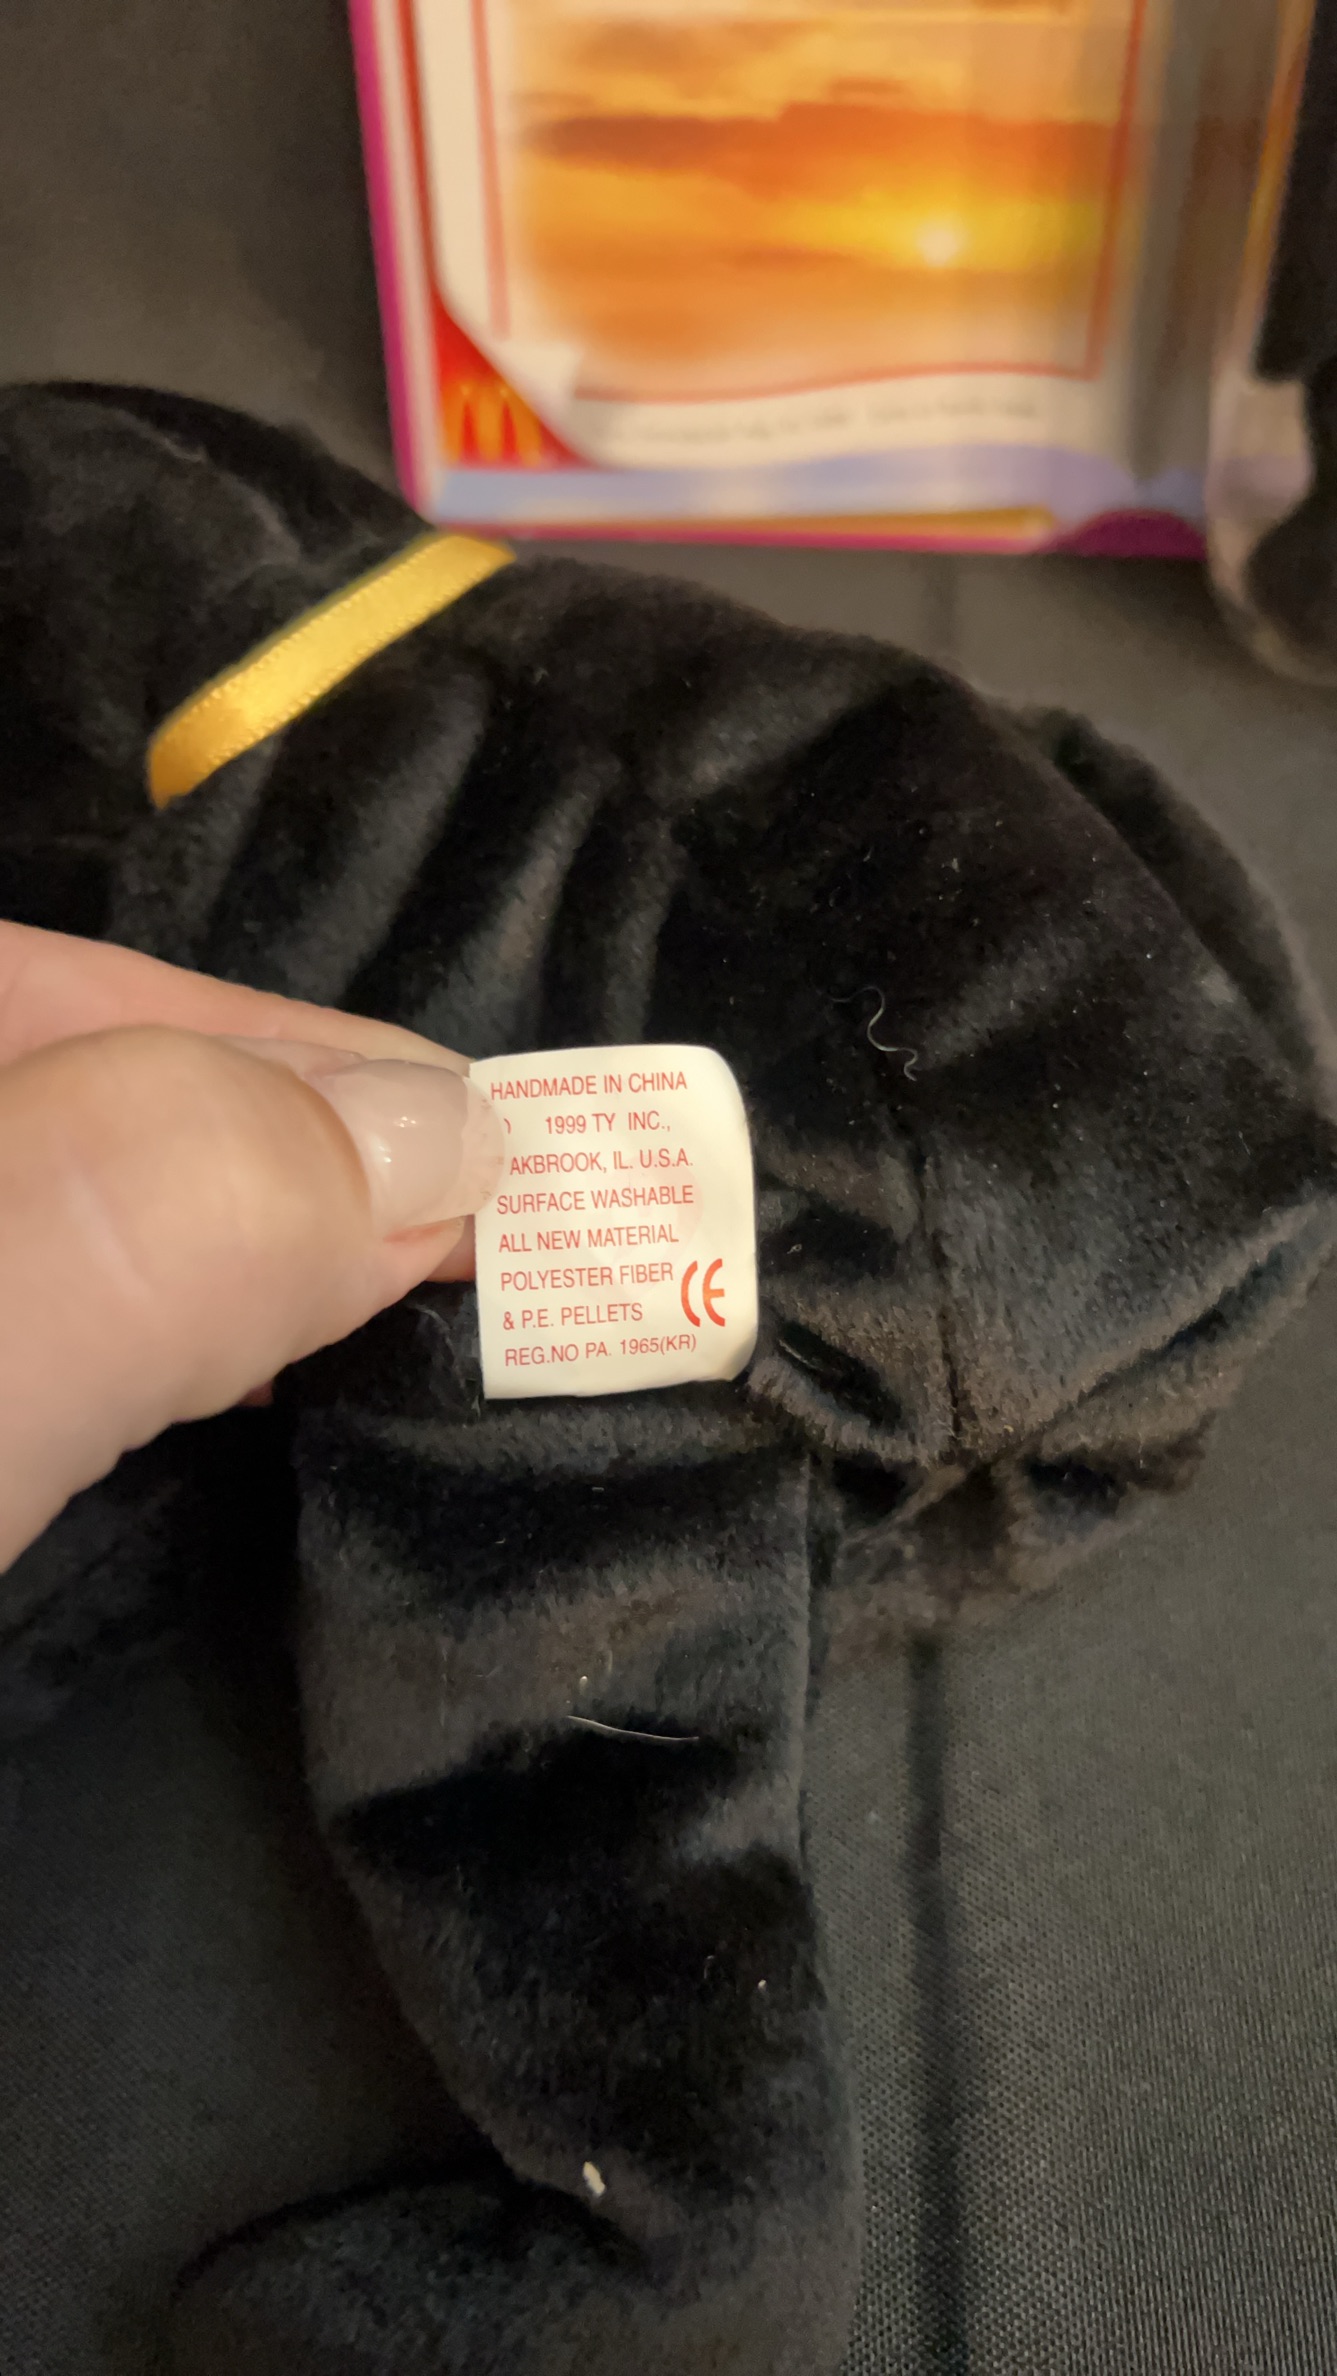 HANDMADE IN CHINA
1999 TY INC.,
AKBROOK, IL. U.S.A.
SURFACE WASHABLE
ALL NEW MATERIAL
POLYESTER FIBER
& P.E. PELLETS
CE
REG.NO PA. 1965(KR)